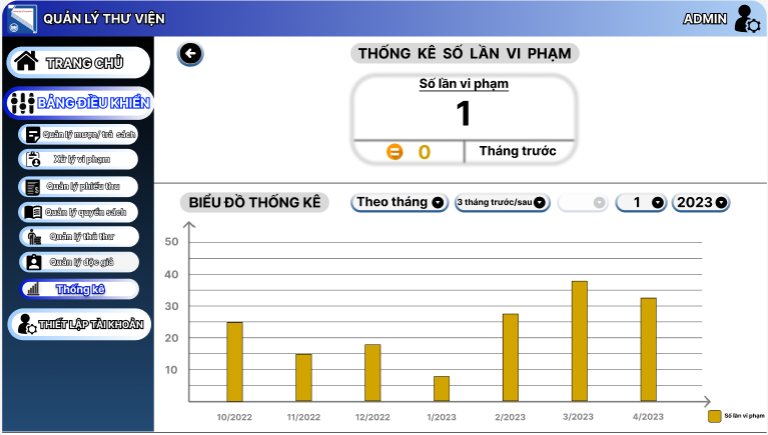 QUẢN LÝ THƯ VIỆN
ADMIN
TRANG CHỦ
BẢNG ĐIỀU KHIỂN
Quản lý mượn/ trả sách
Xử lý vi phạm
Quản lý phiếu thu
Quản lý quyển sách
Quản lý thủ thư
Quản lý độc giả
Thống kê
THIẾT LẬP TÀI KHOẢN
THỐNG KÊ SỐ LẦN VI PHẠM
Số lần vi phạm
1
0 Tháng trước
BIỂU ĐỒ THỐNG KÊ
Theo tháng
3 tháng trước/sau
1
2023
50
40
30
20
10
10/2022 11/2022 12/2022 1/2023 2/2023 3/2023 4/2023
Số lần vi phạm